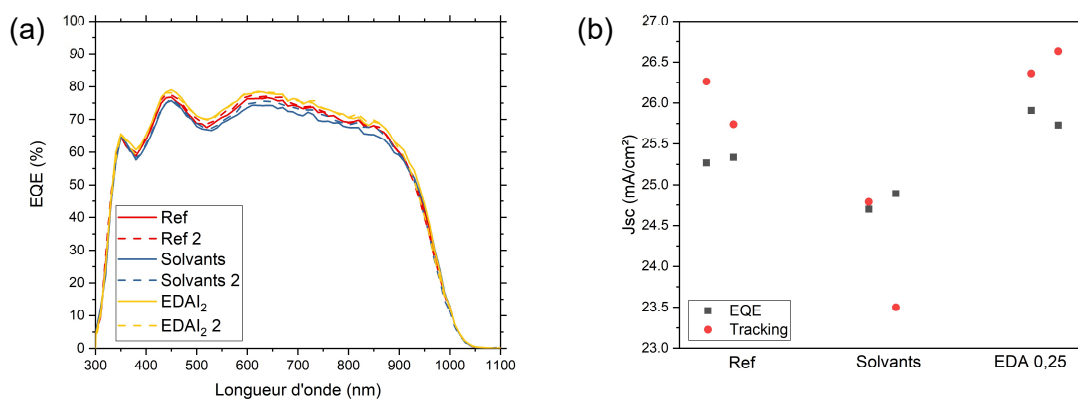 (a)
EQE (%)
100
90
80
70
60
50
40
30
20
10
0
Ref
Ref 2
Solvants
Solvants 2
EDAI₂
EDAI₂ 2
300 400 500 600 700 800 900 1000 1100
Longueur d'onde (nm)
(b)
Jsc (mA/cm²)
27.0
26.5
26.0
25.5
25.0
24.5
24.0
23.5
23.0
EQE
Tracking
Ref Solvants EDA 0,25